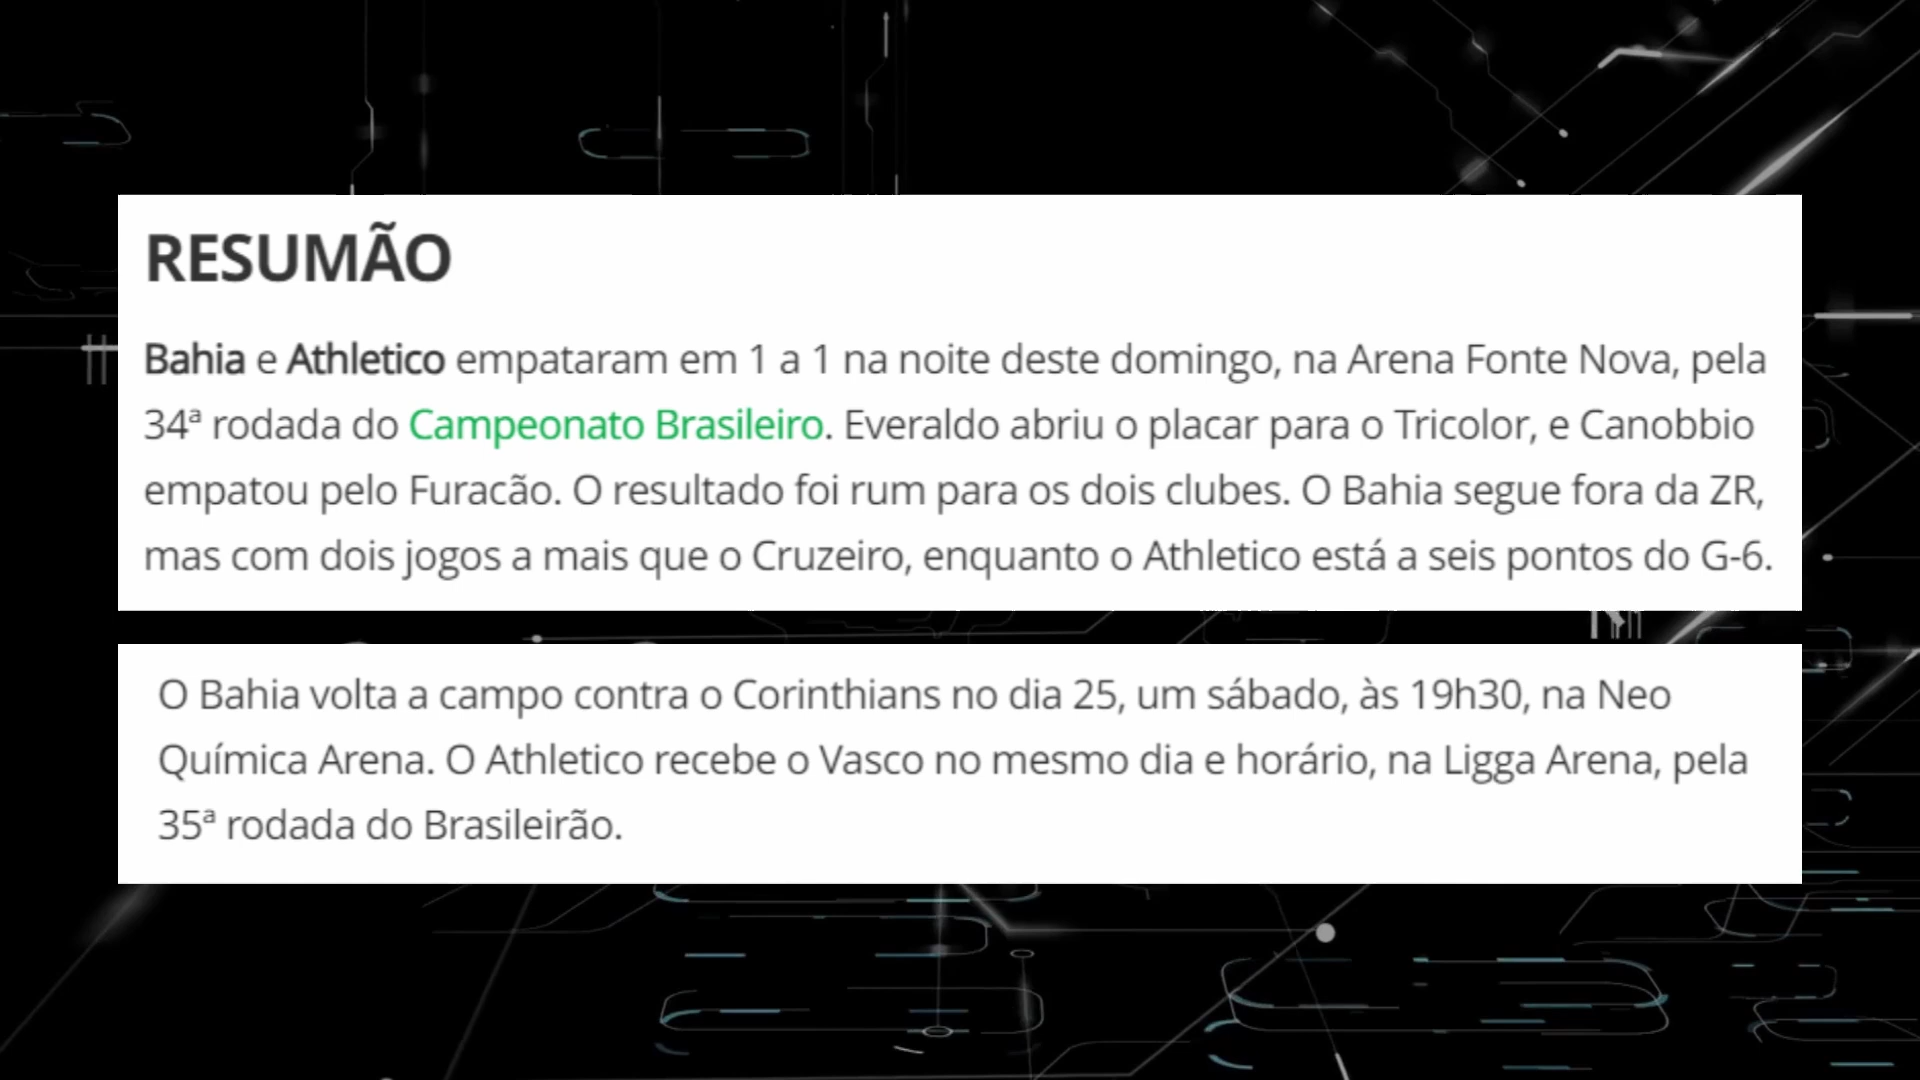 RESUMÃO
Bahia e Athletico empataram em 1 a 1 na noite deste domingo, na Arena Fonte Nova, pela
34ª rodada do Campeonato Brasileiro. Everaldo abriu o placar para o Tricolor, e Canobbio
empatou pelo Furacão. O resultado foi rum para os dois clubes. O Bahia segue fora da ZR,
mas com dois jogos a mais que o Cruzeiro, enquanto o Athletico está a seis pontos do G-6.
O Bahia volta a campo contra o Corinthians no dia 25, um sábado, às 19h30, na Neo
Química Arena. O Athletico recebe o Vasco no mesmo dia e horário, na Ligga Arena, pela
35ª rodada do Brasileirão.